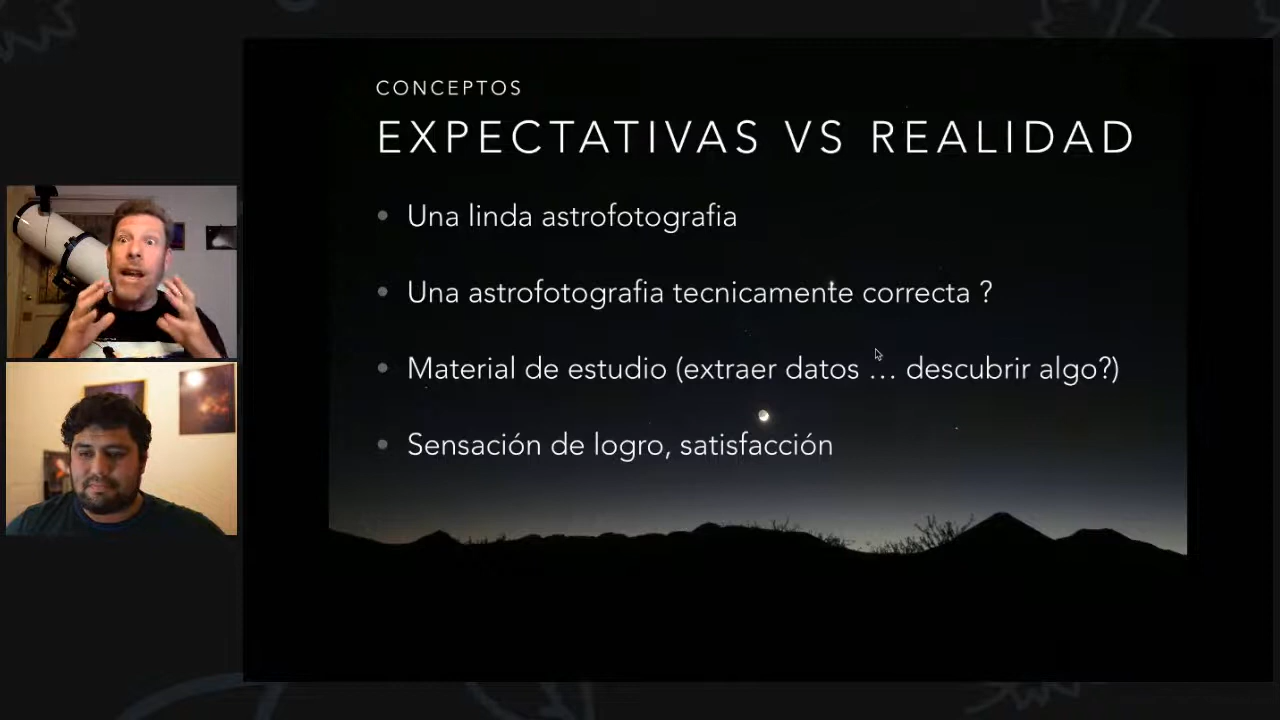 CONCEPTOS
EXPECTATIVAS VS REALIDAD
• Una linda astrofotografia
• Una astrofotografia tecnicamente correcta ?
• Material de estudio (extraer datos … descubrir algo?)
• Sensación de logro, satisfacción